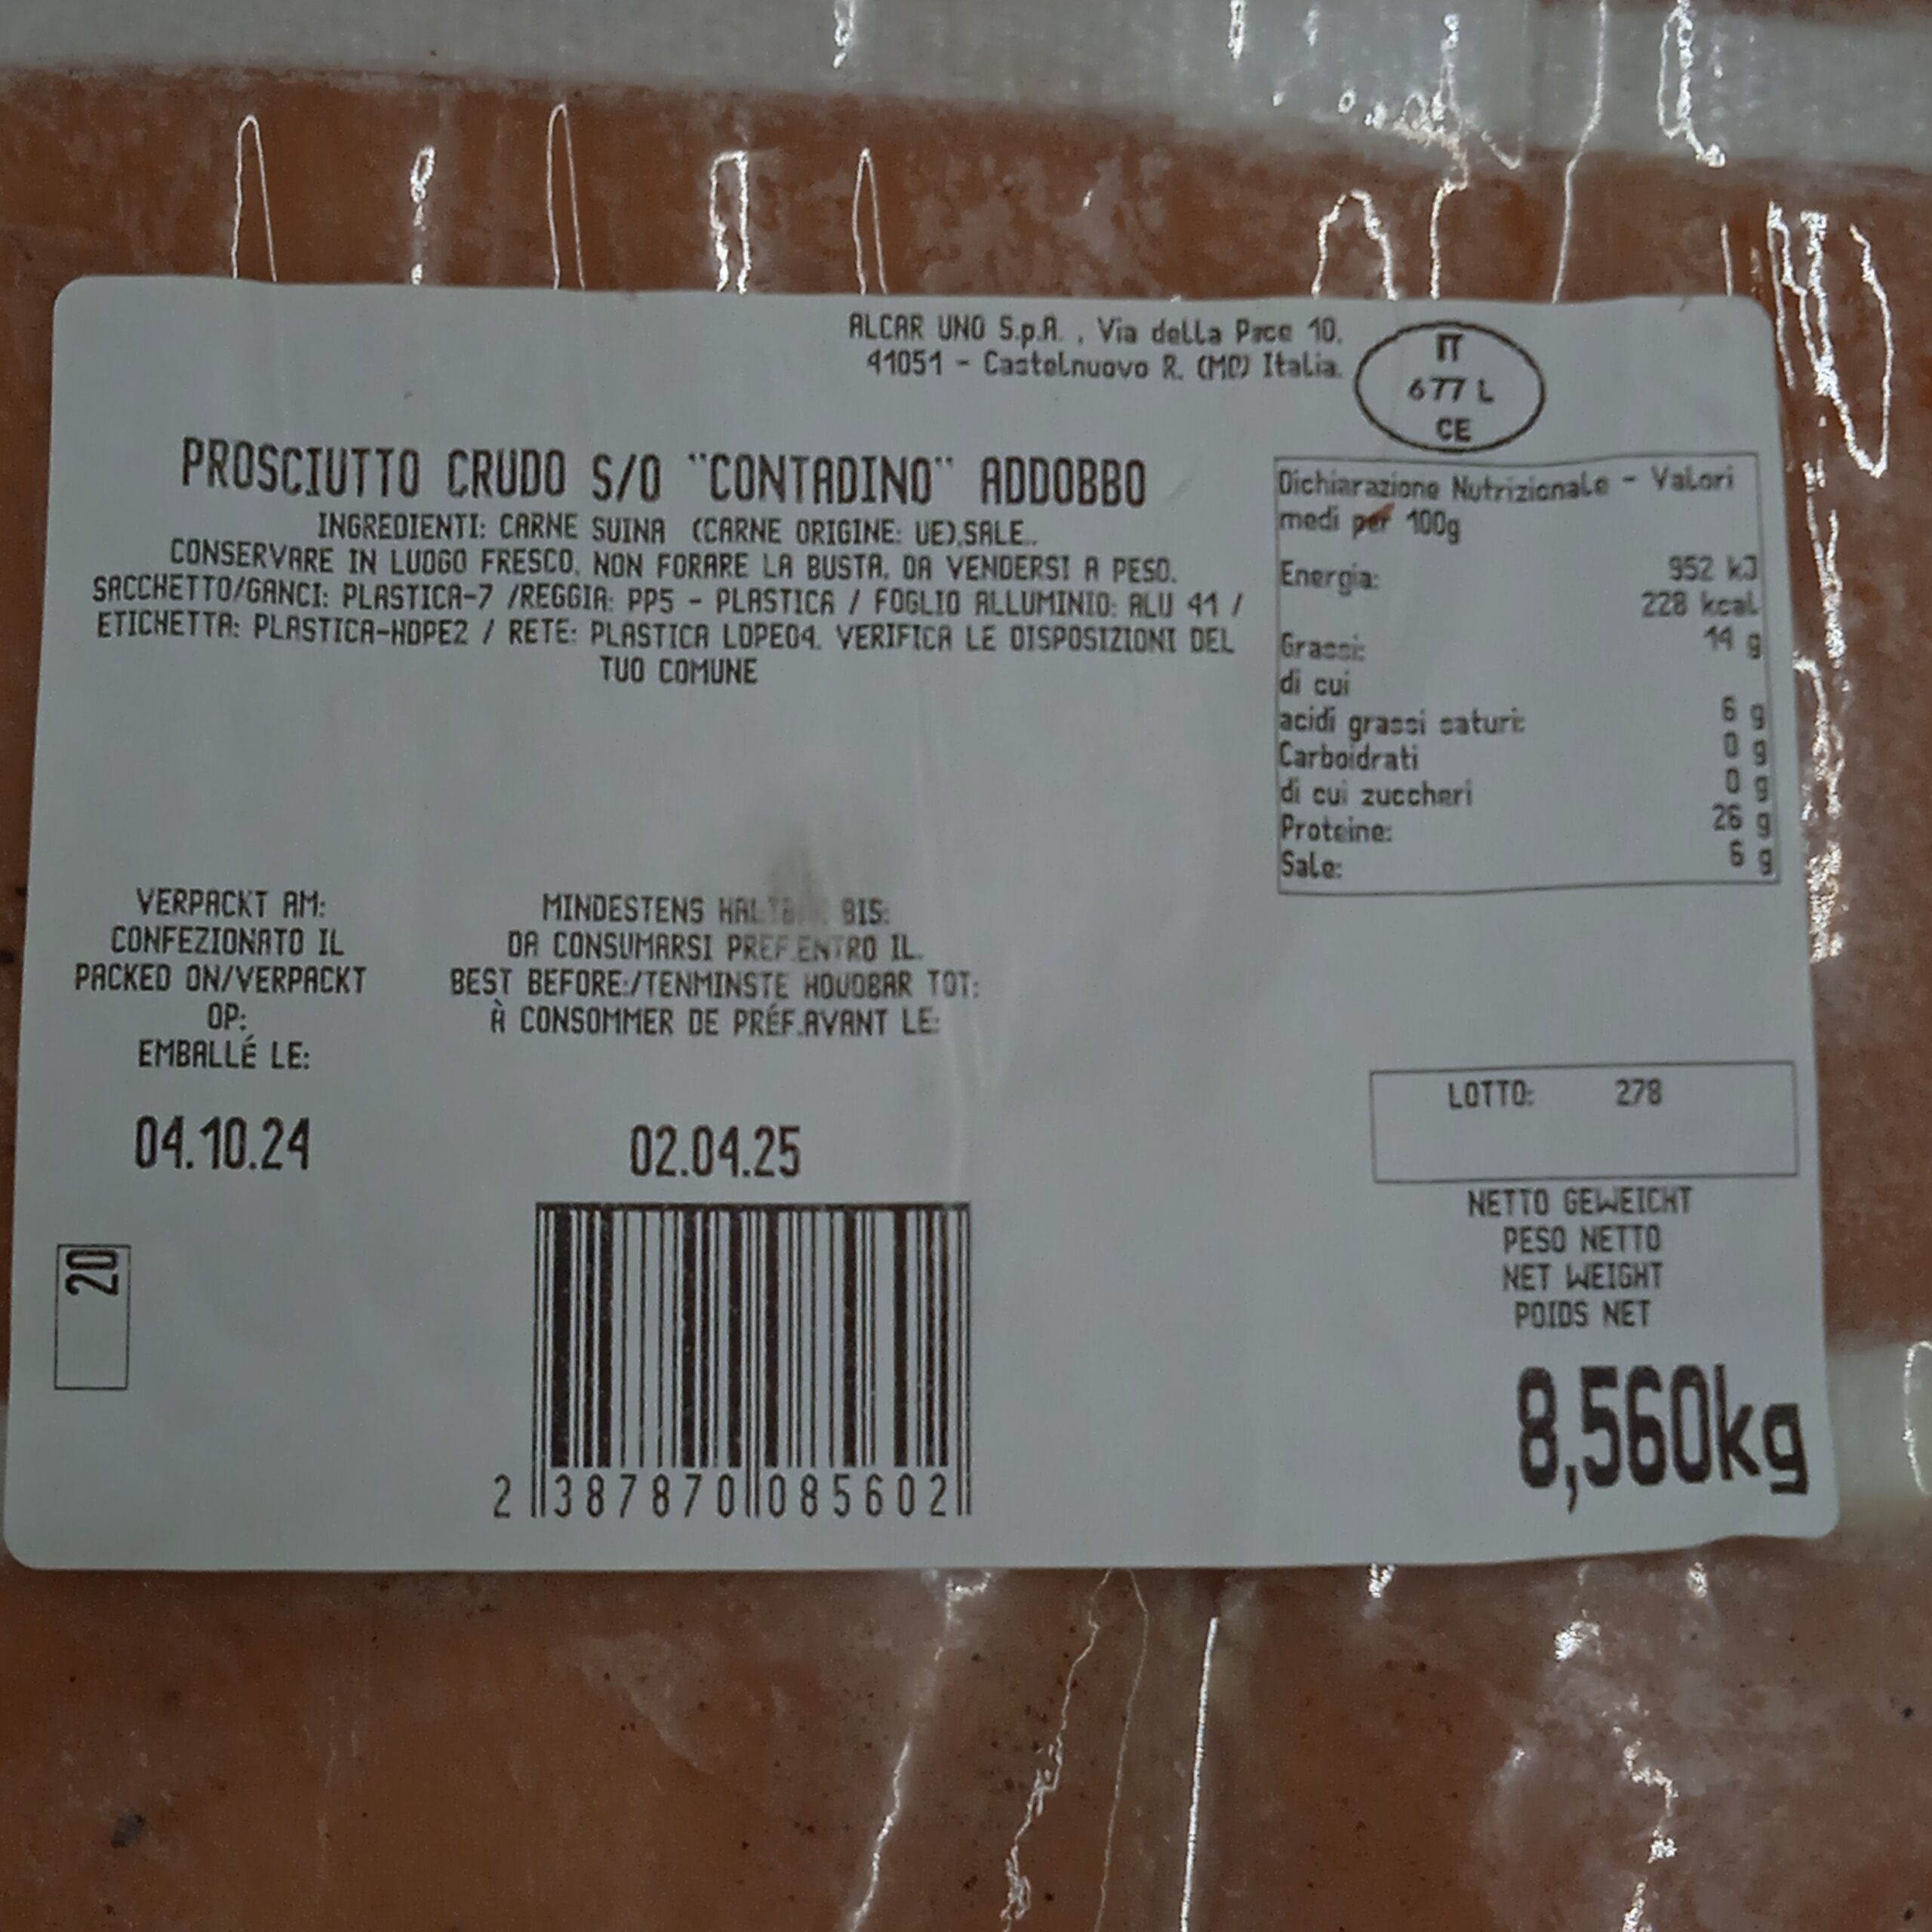 ALCAR UNO S.p.A. , Via della Pace 10,
41051 - Castelnuovo R. (MO) Italia.
IT
677 L
CE
PROSCIUTTO CRUDO S/O "CONTADINO" ADDOBBO
INGREDIENTI: CARNE SUINA (CARNE ORIGINE: UE),SALE..
CONSERVARE IN LUOGO FRESCO, NON FORARE LA BUSTA, DA VENDERSI A PESO.
SACCHETTO/GANCI: PLASTICA-7 /REGGIA: PP5 - PLASTICA / FOGLIO ALLUMINIO: ALU 41 /
ETICHETTA: PLASTICA-HDPE2 / RETE: PLASTICA LDPE04. VERIFICA LE DISPOSIZIONI DEL
TUO COMUNE
Dichiarazione Nutrizionale - Valori
medi per 100g
Energia: 952 kJ
228 kcal
Grassi: 14 g
di cui
acidi grassi saturi: 6 g
Carboidrati 0 g
di cui zuccheri 0 g
Proteine: 26 g
Sale: 6 g
VERPACKT AM:
CONFEZIONATO IL
PACKED ON/VERPACKT
OP:
EMBALLÉ LE:
04.10.24
MINDESTENS HALTBAR BIS:
DA CONSUMARSI PREF.ENTRO IL.
BEST BEFORE:/TENMINSTE HOUDBAR TOT:
À CONSOMMER DE PRÉF.AVANT LE:
02.04.25
20
2 387870 085602
LOTTO: 278
NETTO GEWEICHT
PESO NETTO
NET WEIGHT
POIDS NET
8,560kg